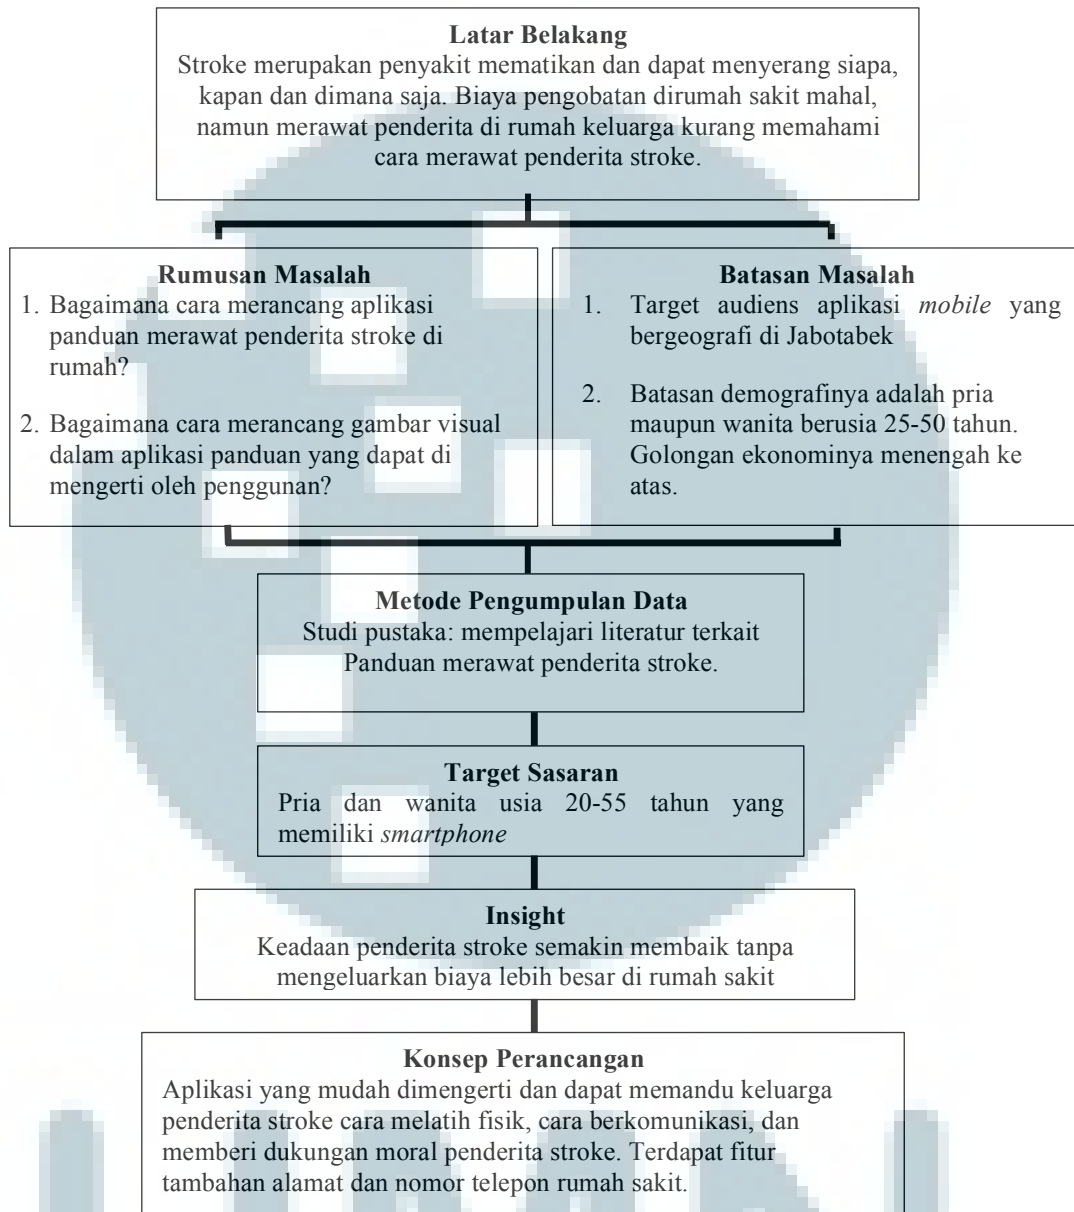 Latar Belakang
Stroke merupakan penyakit mematikan dan dapat menyerang siapa,
kapan dan dimana saja. Biaya pengobatan dirumah sakit mahal,
namun merawat penderita di rumah keluarga kurang memahami
cara merawat penderita stroke.
Rumusan Masalah
1. Bagaimana cara merancang aplikasi
panduan merawat penderita stroke di
rumah?
2. Bagaimana cara merancang gambar visual
dalam aplikasi panduan yang dapat di
mengerti oleh penggunan?
Batasan Masalah
1. Target audiens aplikasi mobile yang
bergeografi di Jabotabek
2. Batasan demografinya adalah pria
maupun wanita berusia 25-50 tahun.
Golongan ekonominya menengah ke
atas.
Metode Pengumpulan Data
Studi pustaka: mempelajari literatur terkait
Panduan merawat penderita stroke.
Target Sasaran
Pria dan wanita usia 20-55 tahun yang
memiliki smartphone
Insight
Keadaan penderita stroke semakin membaik tanpa
mengeluarkan biaya lebih besar di rumah sakit
Konsep Perancangan
Aplikasi yang mudah dimengerti dan dapat memandu keluarga
penderita stroke cara melatih fisik, cara berkomunikasi, dan
memberi dukungan moral penderita stroke. Terdapat fitur
tambahan alamat dan nomor telepon rumah sakit.